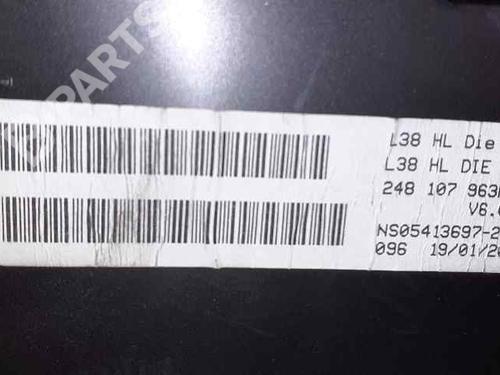 B-PARTS
L38 HL Die
L38 HL DIE
248 107 963
V6.
NS05413697-2
096 19/01/20